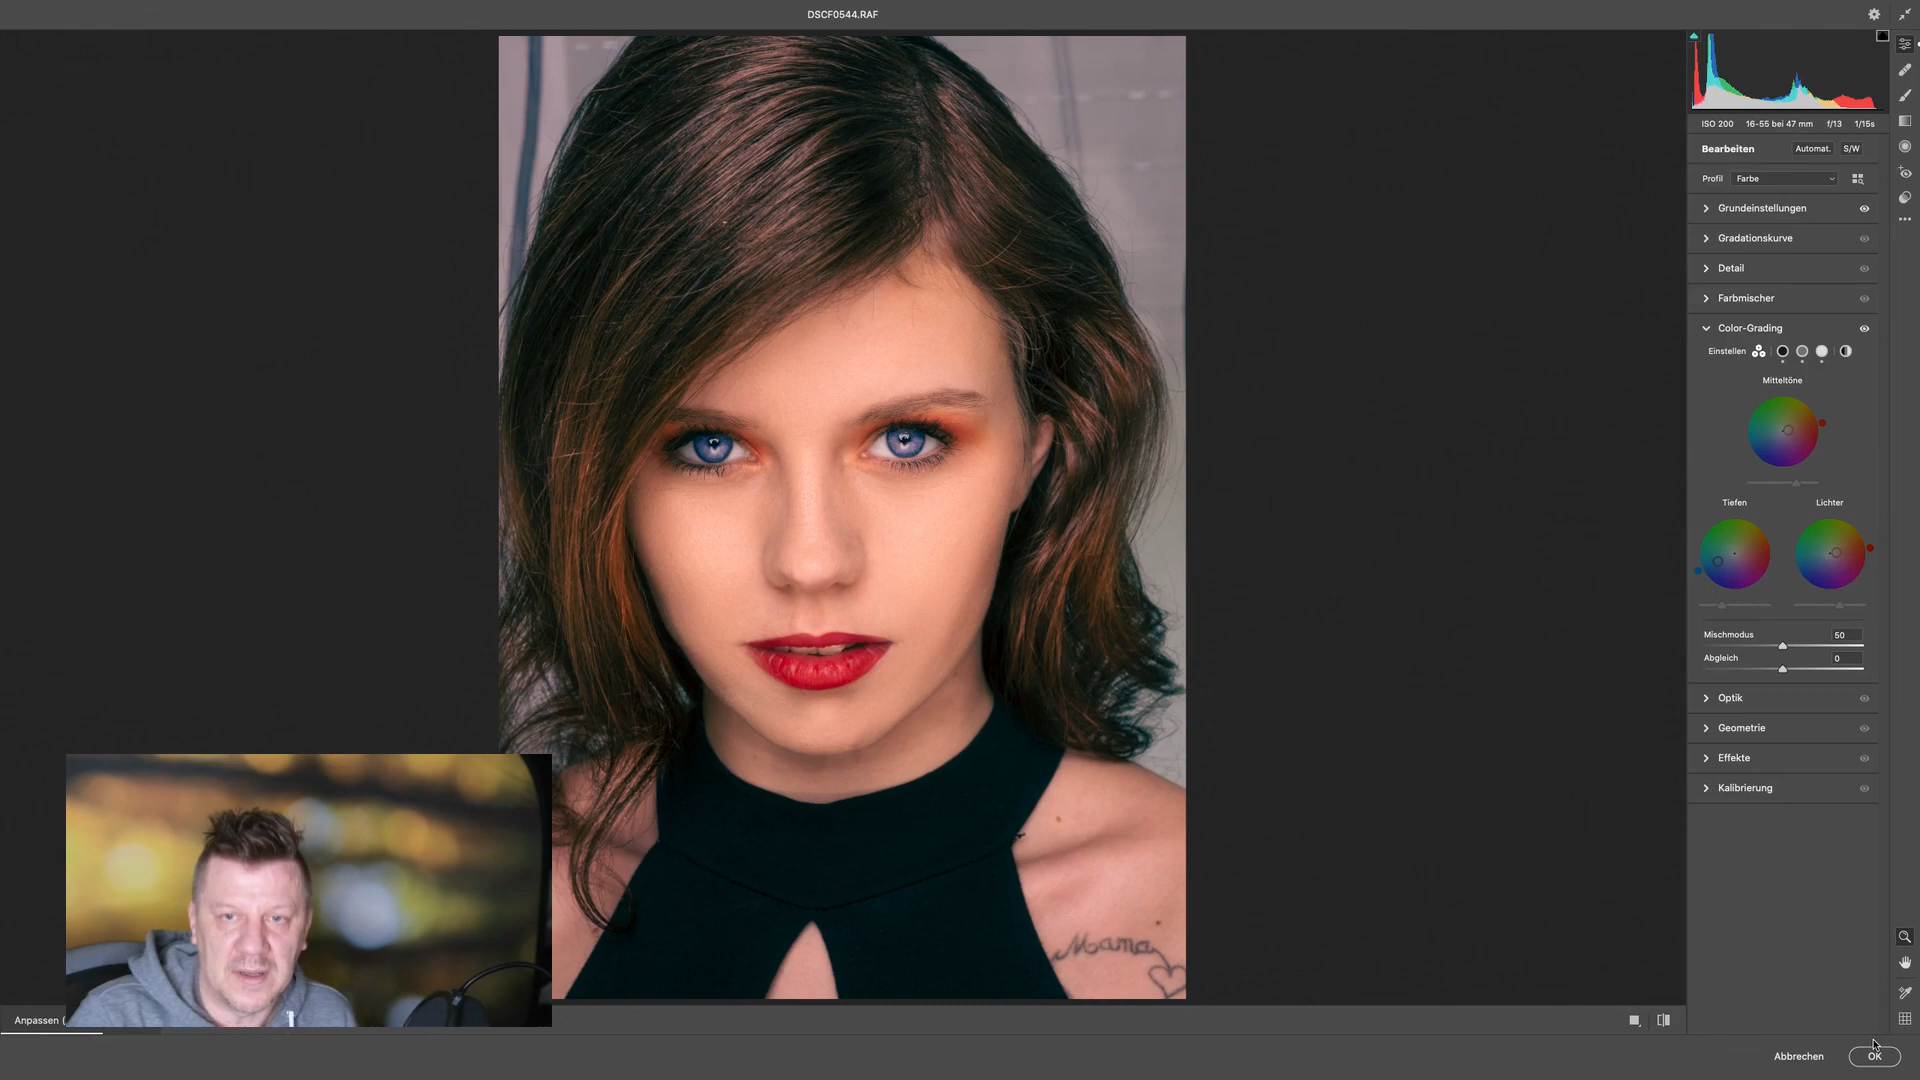 DSCF0544.RAF
ISO 200 16-55 bei 47 mm f/13 1/15s
Bearbeiten Automat. S/W
Profil Farbe
Grundeinstellungen
Gradationskurve
Detail
Farbmischer
Color-Grading
Einstellen
Mitteltöne
Tiefen Lichter
Mischmodus 50
Abgleich 0
Optik
Geometrie
Effekte
Kalibrierung
Mama
Anpassen (
Abbrechen OK